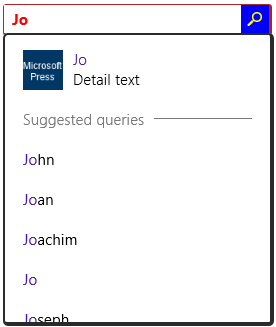 Jo
Microsoft
Press
Jo
Detail text
Suggested queries
John
Joan
Joachim
Jo
Joseph